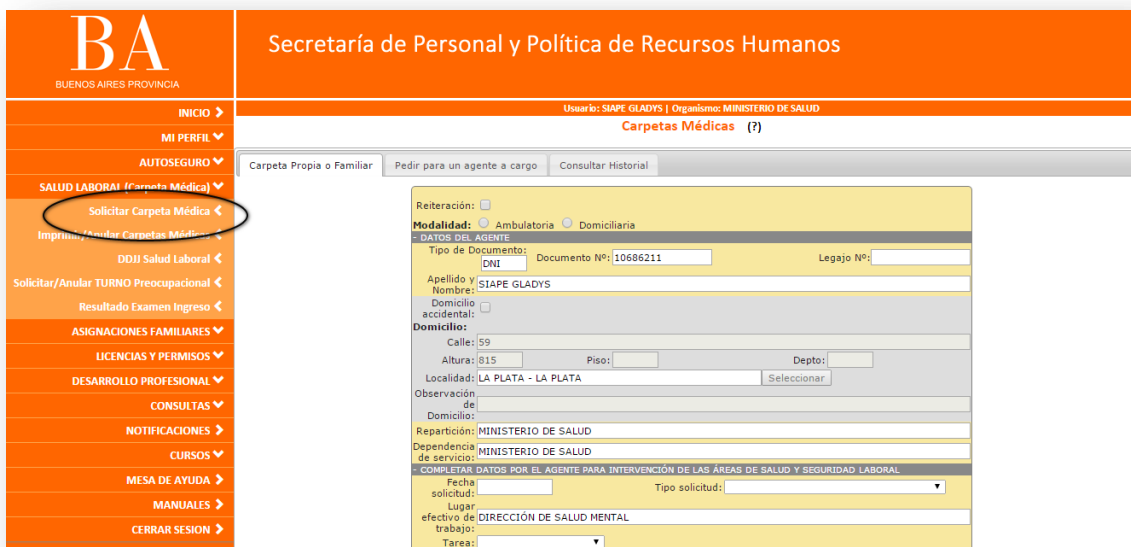 BA
BUENOS AIRES PROVINCIA
Secretaría de Personal y Política de Recursos Humanos
Usuario: SIAPE GLADYS | Organismo: MINISTERIO DE SALUD
Carpetas Médicas (?)
INICIO
MI PERFIL
AUTOSEGURO
SALUD LABORAL (Carpeta Médica)
Solicitar Carpeta Médica
Imprimir/Anular Carpetas Médicas
DDJJ Salud Laboral
Solicitar/Anular TURNO Preocupacional
Resultado Examen Ingreso
ASIGNACIONES FAMILIARES
LICENCIAS Y PERMISOS
DESARROLLO PROFESIONAL
CONSULTAS
NOTIFICACIONES
CURSOS
MESA DE AYUDA
MANUALES
CERRAR SESION
Carpeta Propia o Familiar Pedir para un agente a cargo Consultar Historial
Reiteración:
Modalidad: Ambulatoria Domiciliaria
- DATOS DEL AGENTE
Tipo de Documento: DNI Documento Nº: 10686211 Legajo Nº:
Apellido y Nombre: SIAPE GLADYS
Domicilio accidental:
Domicilio:
Calle: 59
Altura: 815 Piso: Depto:
Localidad: LA PLATA - LA PLATA Seleccionar
Observación de Domicilio:
Repartición: MINISTERIO DE SALUD
Dependencia de servicio: MINISTERIO DE SALUD
- COMPLETAR DATOS POR EL AGENTE PARA INTERVENCIÓN DE LAS ÁREAS DE SALUD Y SEGURIDAD LABORAL
Fecha solicitud: Tipo solicitud:
Lugar efectivo de trabajo: DIRECCIÓN DE SALUD MENTAL
Tarea: